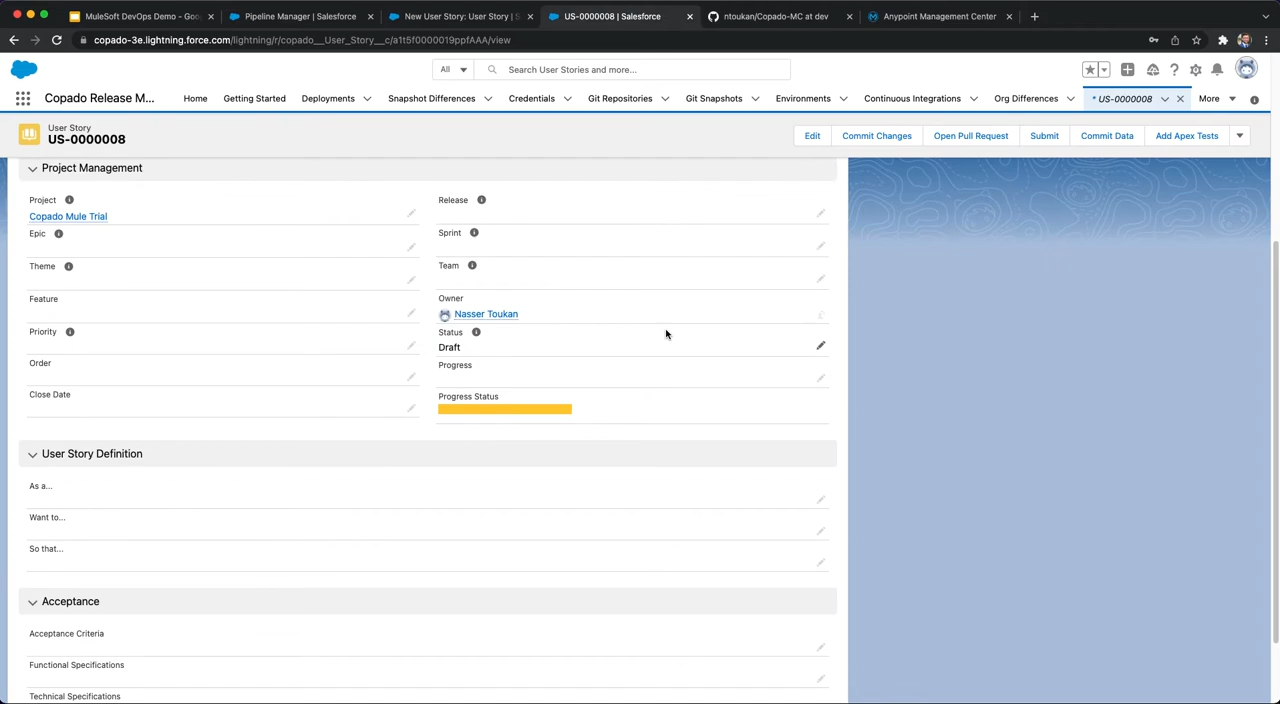 MuleSoft DevOps Demo - Goo
Pipeline Manager | Salesforce
New User Story: User Story | S
US-0000008 | Salesforce
ntoukan/Copado-MC at dev
Anypoint Management Center
copado-3e.lightning.force.com/lightning/r/copado__User_Story__c/a1t5f0000019ppfAAA/view
All
Search User Stories and more...
Copado Release M...
Home
Getting Started
Deployments
Snapshot Differences
Credentials
Git Repositories
Git Snapshots
Environments
Continuous Integrations
Org Differences
* US-0000008
More
User Story
US-0000008
Edit
Commit Changes
Open Pull Request
Submit
Commit Data
Add Apex Tests
Project Management
Project
Copado Mule Trial
Epic
Theme
Feature
Priority
Order
Close Date
Release
Sprint
Team
Owner
Nasser Toukan
Status
Draft
Progress
Progress Status
User Story Definition
As a...
Want to...
So that...
Acceptance
Acceptance Criteria
Functional Specifications
Technical Specifications